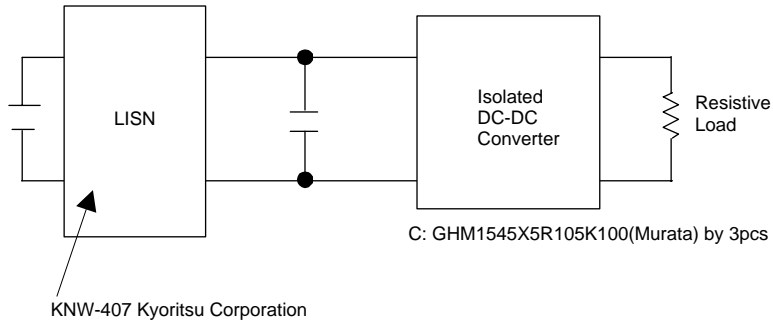 LISN
Isolated
DC-DC
Converter
Resistive
Load
C: GHM1545X5R105K100(Murata) by 3pcs
KNW-407 Kyoritsu Corporation